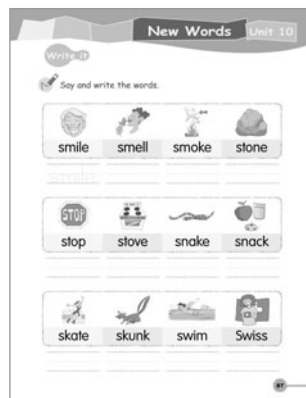 New Words Unit 10
Write it
Say and write the words.
smile smell smoke stone
smile
STOP
stop stove snake snack
skate skunk swim Swiss
87